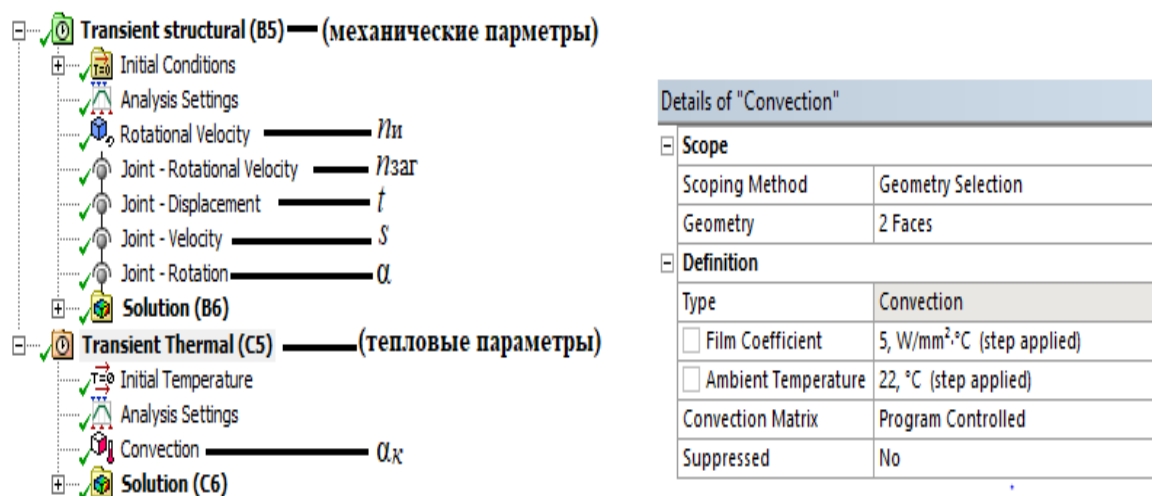 Transient structural (B5) (механические парметры)
Initial Conditions
Analysis Settings
Rotational Velocity nи
Joint - Rotational Velocity nзаг
Joint - Displacement t
Joint - Velocity s
Joint - Rotation α
Solution (B6)
Transient Thermal (C5) (тепловые параметры)
T=0 Initial Temperature
Analysis Settings
Convection ακ
Solution (C6)
Details of "Convection"
Scope
Scoping Method Geometry Selection
Geometry 2 Faces
Definition
Type Convection
Film Coefficient 5, W/mm²·°C (step applied)
Ambient Temperature 22, °C (step applied)
Convection Matrix Program Controlled
Suppressed No